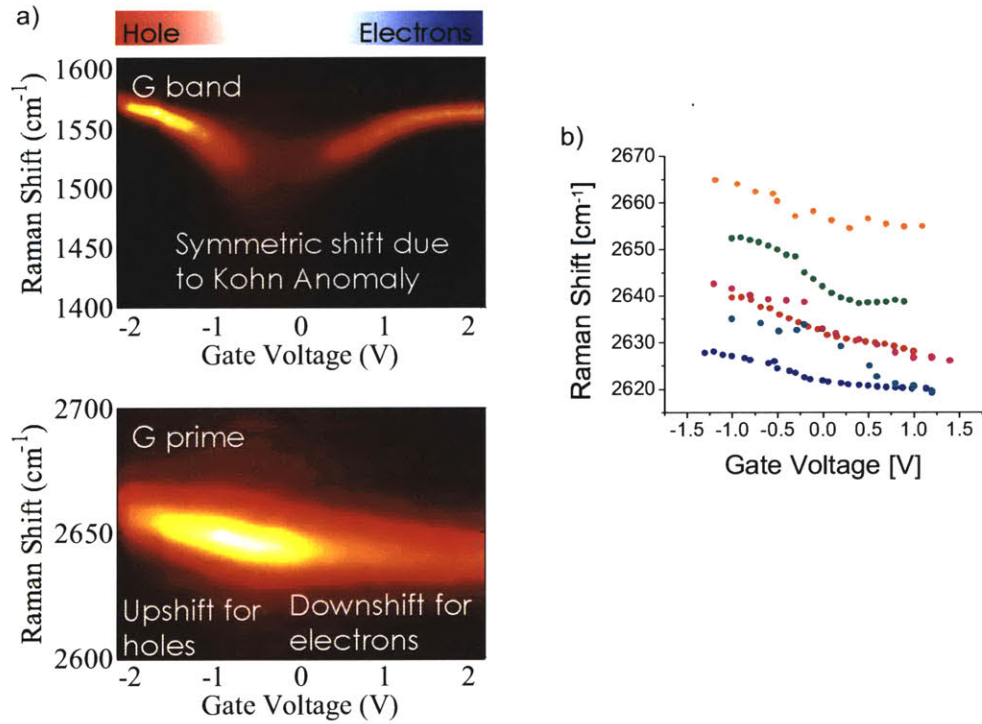 a)
Hole
Electrons
G band
Symmetric shift due
to Kohn Anomaly
Raman Shift (cm-1)
1600
1550
1500
1450
1400
-2
-1
0
1
2
Gate Voltage (V)
G prime
Upshift for
holes
Downshift for
electrons
Raman Shift (cm-1)
2700
2650
2600
-2
-1
0
1
2
Gate Voltage (V)
b)
Raman Shift [cm-1]
2670
2660
2650
2640
2630
2620
-1.5
-1.0
-0.5
0.0
0.5
1.0
1.5
Gate Voltage [V]